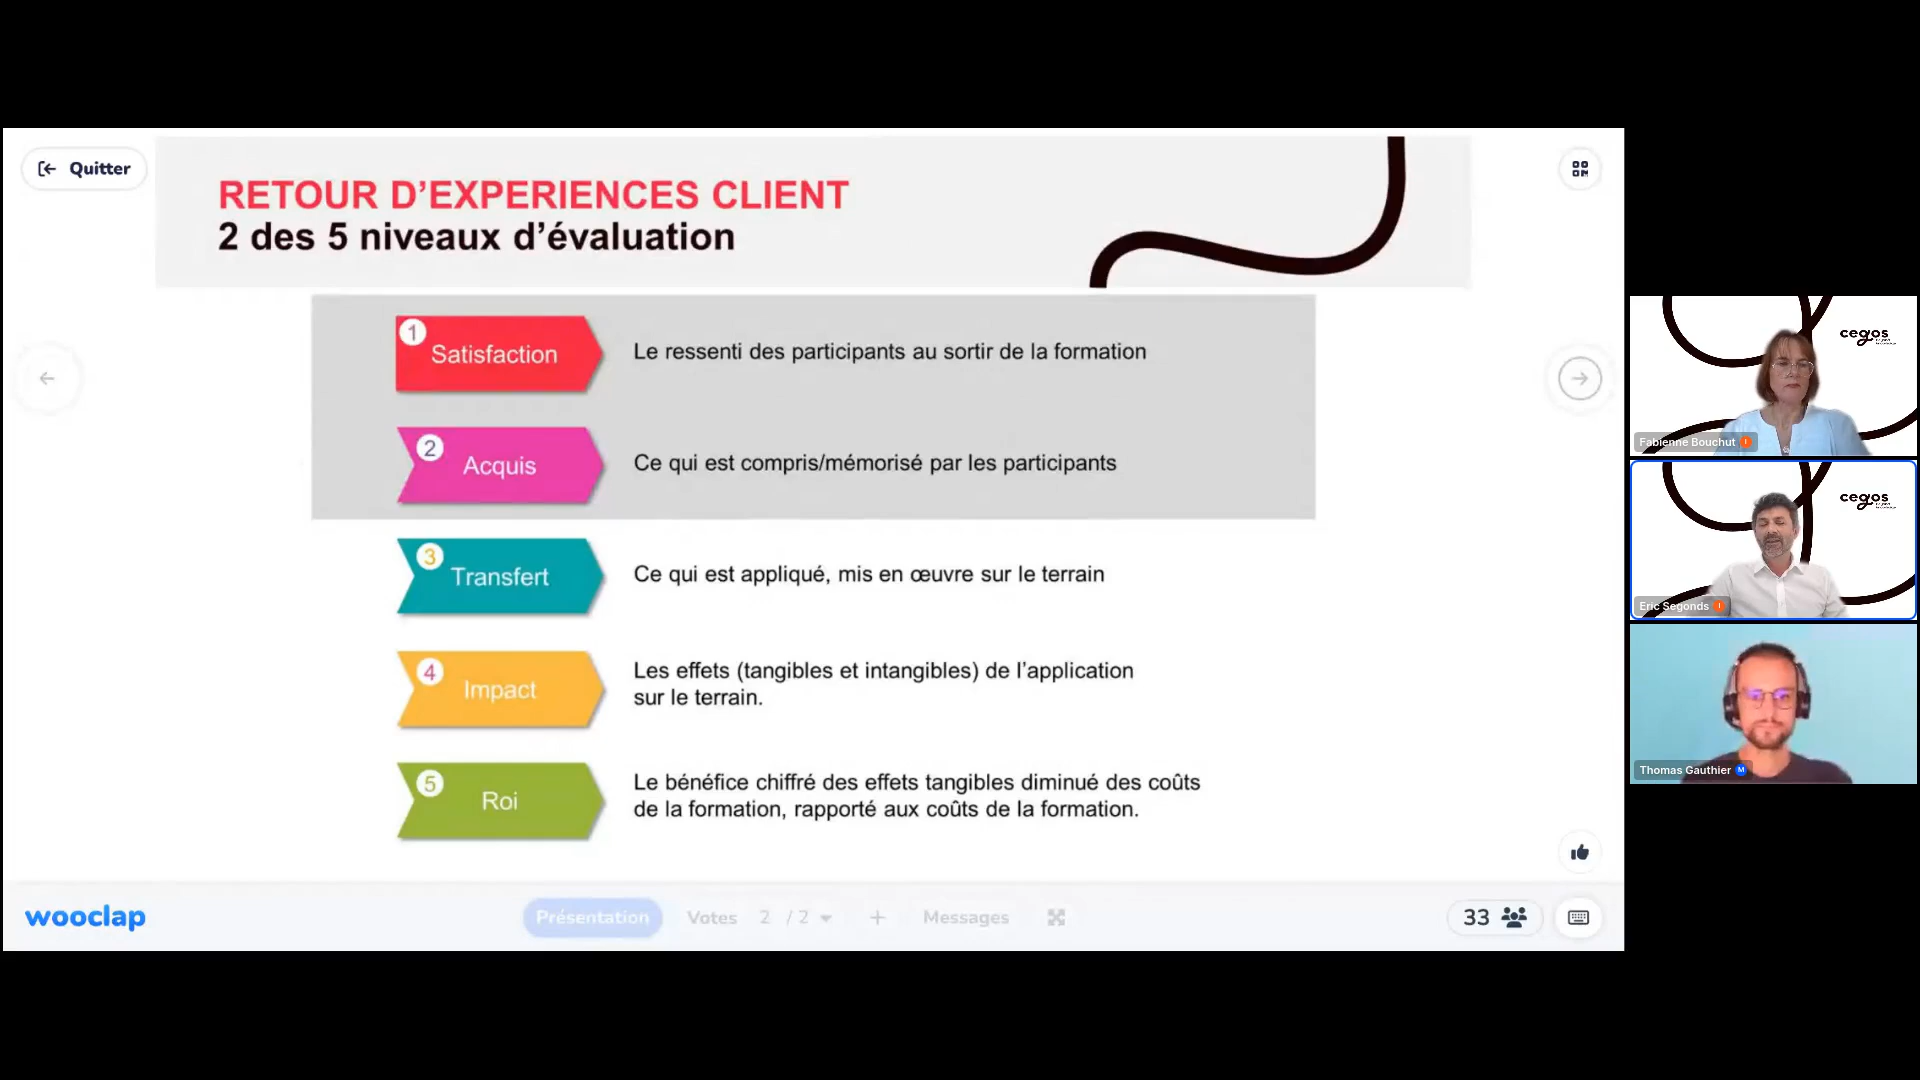 Quitter
RETOUR D’EXPERIENCES CLIENT
2 des 5 niveaux d’évaluation
1
Satisfaction
Le ressenti des participants au sortir de la formation
2
Acquis
Ce qui est compris/mémorisé par les participants
3
Transfert
Ce qui est appliqué, mis en œuvre sur le terrain
4
Impact
Les effets (tangibles et intangibles) de l’application
sur le terrain.
5
Roi
Le bénéfice chiffré des effets tangibles diminué des coûts
de la formation, rapporté aux coûts de la formation.
wooclap
Présentation
Votes 2 / 2
+
Messages
33
cegos
Fabienne Bouchut I
cegos
Eric Segonds I
Thomas Gauthier M